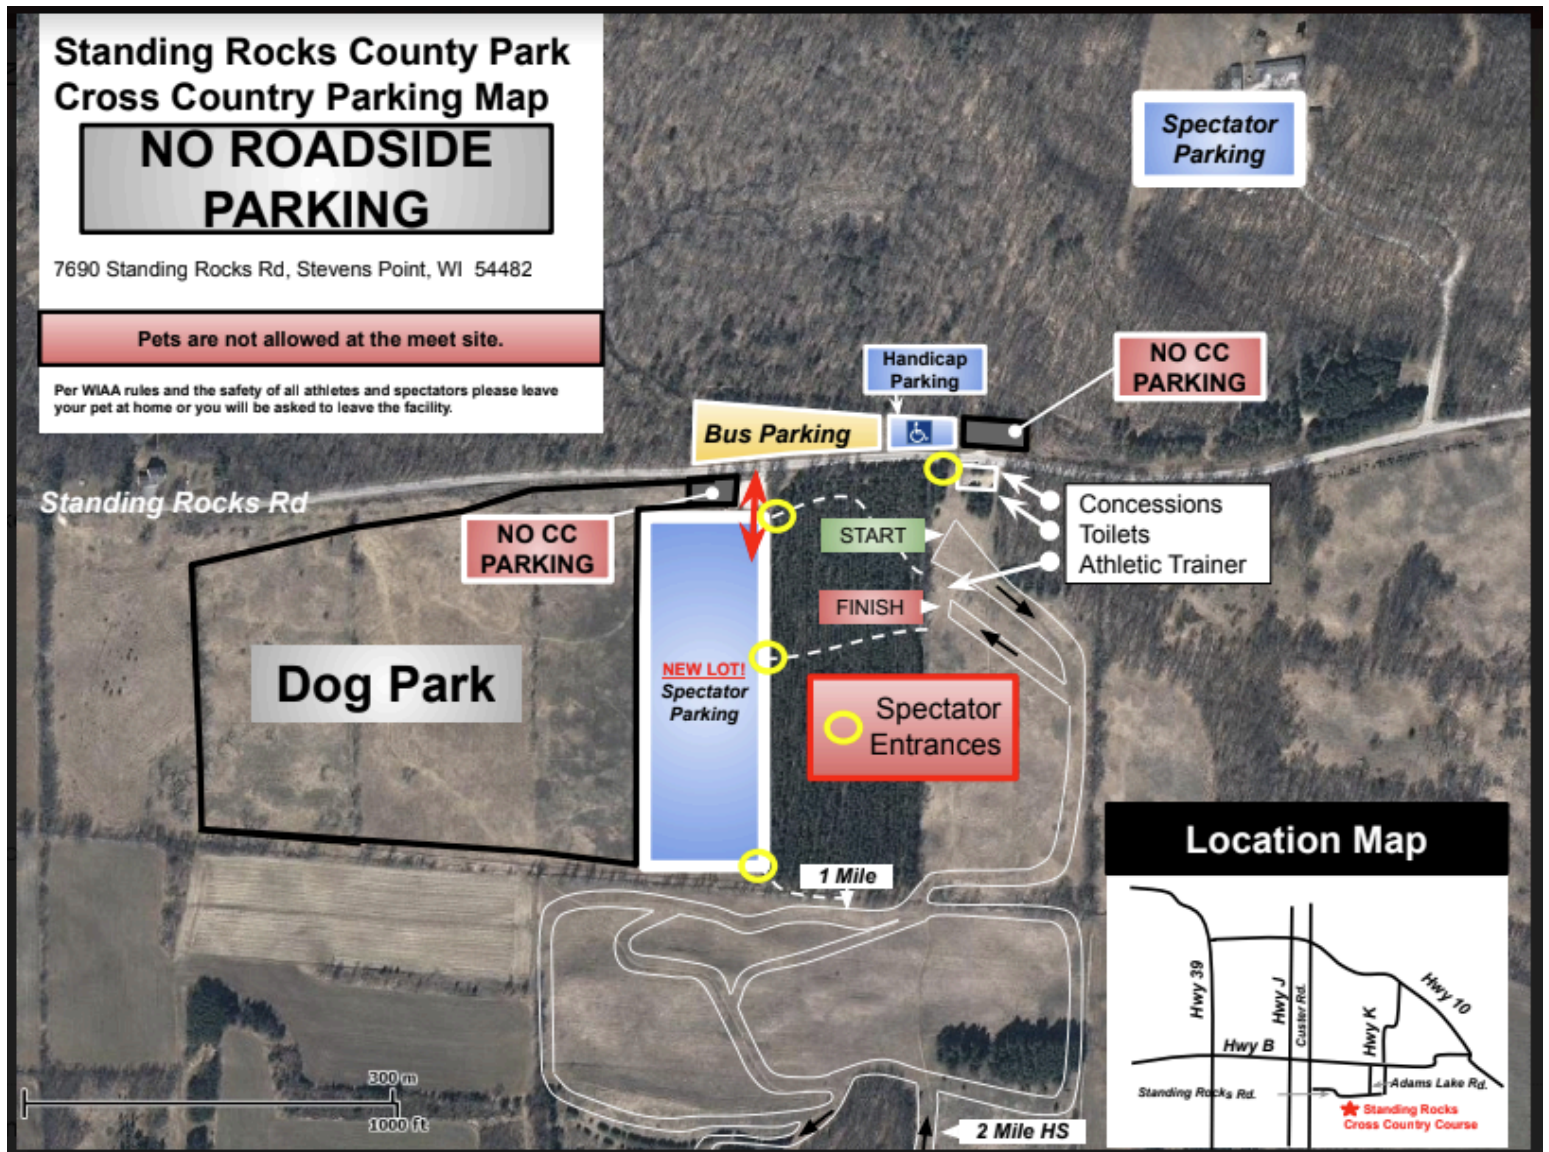 Standing Rocks County Park
Cross Country Parking Map
NO ROADSIDE
PARKING
7690 Standing Rocks Rd, Stevens Point, WI 54482
Pets are not allowed at the meet site.
Per WIAA rules and the safety of all athletes and spectators please leave
your pet at home or you will be asked to leave the facility.
Spectator
Parking
Handicap
Parking
NO CC
PARKING
Bus Parking
Standing Rocks Rd
NO CC
PARKING
Concessions
Toilets
Athletic Trainer
START
FINISH
Dog Park
NEW LOT!
Spectator
Parking
Spectator
Entrances
1 Mile
2 Mile HS
300 m
1000 ft
Location Map
Hwy 39
Hwy J
Custer Rd.
Hwy K
Hwy 10
Hwy B
Adams Lake Rd.
Standing Rocks Rd.
Standing Rocks
Cross Country Course